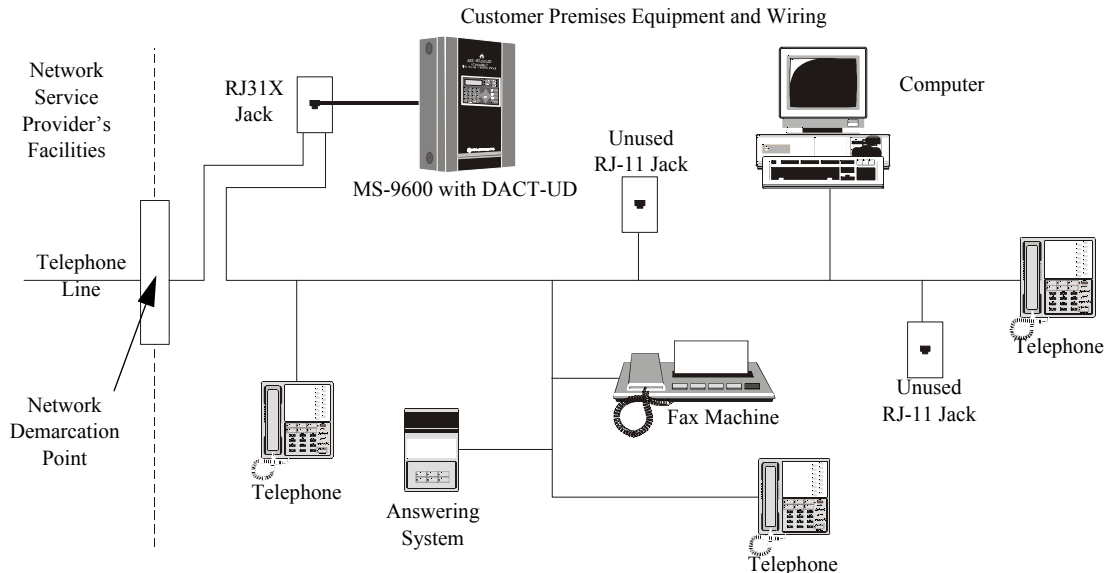 Customer Premises Equipment and Wiring
Network
Service
Provider's
Facilities
RJ31X
Jack
MS-9600 with DACT-UD
Unused
RJ-11 Jack
Computer
Telephone
Line
Network
Demarcation
Point
Telephone
Answering
System
Fax Machine
Telephone
Unused
RJ-11 Jack
Telephone